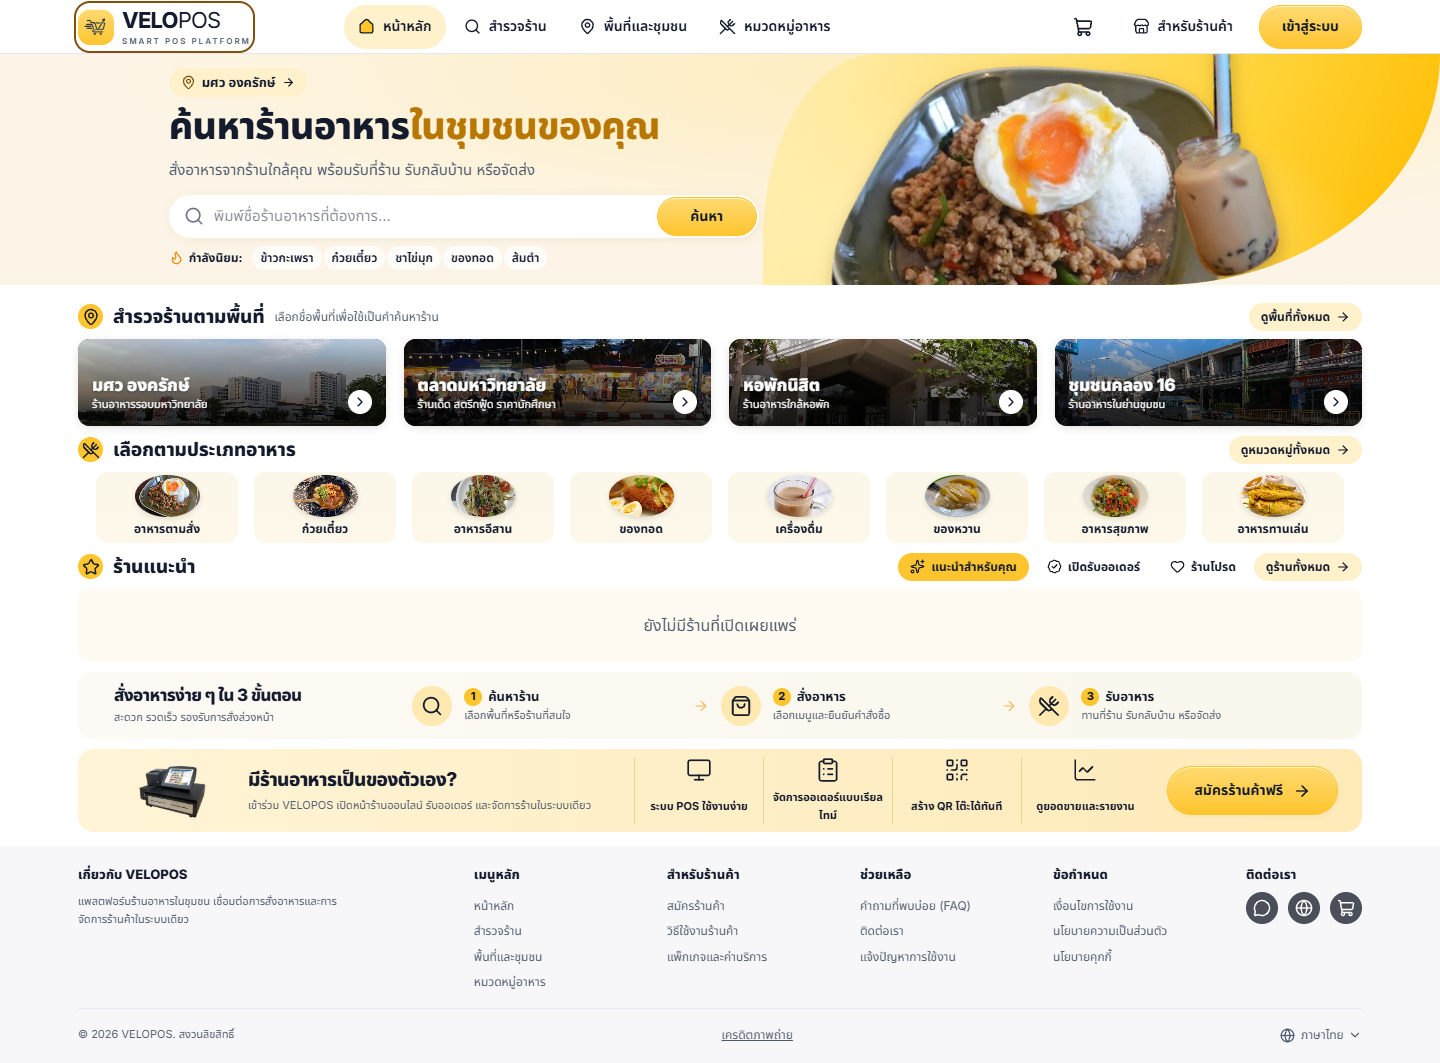 VELOPOS
SMART POS PLATFORM
หน้าหลัก
สำรวจร้าน
พื้นที่และชุมชน
หมวดหมู่อาหาร
สำหรับร้านค้า
เข้าสู่ระบบ
มศว องครักษ์
ค้นหาร้านอาหารในชุมชนของคุณ
สั่งอาหารจากร้านใกล้คุณ พร้อมรับที่ร้าน รับกลับบ้าน หรือจัดส่ง
พิมพ์ชื่อร้านอาหารที่ต้องการ...
ค้นหา
กำลังนิยม:
ข้าวกะเพรา
ก๋วยเตี๋ยว
ชาไข่มุก
ของทอด
ส้มตำ
สำรวจร้านตามพื้นที่
เลือกชื่อพื้นที่เพื่อใช้เป็นคำค้นหาร้าน
ดูพื้นที่ทั้งหมด
มศว องครักษ์
ร้านอาหารรอบมหาวิทยาลัย
ตลาดมหาวิทยาลัย
ร้านเด็ด สตรีทฟู้ด ราคานักศึกษา
หอพักนิสิต
ร้านอาหารใกล้หอพัก
ชุมชนคลอง 16
ร้านอาหารในย่านชุมชน
เลือกตามประเภทอาหาร
ดูหมวดหมู่ทั้งหมด
อาหารตามสั่ง
ก๋วยเตี๋ยว
อาหารอีสาน
ของทอด
เครื่องดื่ม
ของหวาน
อาหารสุขภาพ
อาหารทานเล่น
ร้านแนะนำ
แนะนำสำหรับคุณ
เปิดรับออเดอร์
ร้านโปรด
ดูร้านทั้งหมด
ยังไม่มีร้านที่เปิดเผยแพร่
สั่งอาหารง่าย ๆ ใน 3 ขั้นตอน
สะดวก รวดเร็ว รองรับการสั่งล่วงหน้า
1 ค้นหาร้าน
เลือกพื้นที่หรือร้านที่สนใจ
2 สั่งอาหาร
เลือกเมนูและยืนยันคำสั่งซื้อ
3 รับอาหาร
ทานที่ร้าน รับกลับบ้าน หรือจัดส่ง
มีร้านอาหารเป็นของตัวเอง?
เข้าร่วม VELOPOS เปิดหน้าร้านออนไลน์ รับออเดอร์ และจัดการร้านในระบบเดียว
ระบบ POS ใช้งานง่าย
จัดการออเดอร์แบบเรียล
ไทม์
สร้าง QR โต๊ะได้ทันที
ดูยอดขายและรายงาน
สมัครร้านค้าฟรี
เกี่ยวกับ VELOPOS
แพลตฟอร์มร้านอาหารในชุมชน เชื่อมต่อการสั่งอาหารและการ
จัดการร้านค้าในระบบเดียว
เมนูหลัก
หน้าหลัก
สำรวจร้าน
พื้นที่และชุมชน
หมวดหมู่อาหาร
สำหรับร้านค้า
สมัครร้านค้า
วิธีใช้งานร้านค้า
แพ็กเกจและค่าบริการ
ช่วยเหลือ
คำถามที่พบบ่อย (FAQ)
ติดต่อเรา
แจ้งปัญหาการใช้งาน
ข้อกำหนด
เงื่อนไขการใช้งาน
นโยบายความเป็นส่วนตัว
นโยบายคุกกี้
ติดต่อเรา
© 2026 VELOPOS. สงวนลิขสิทธิ์
เครดิตภาพถ่าย
ภาษาไทย